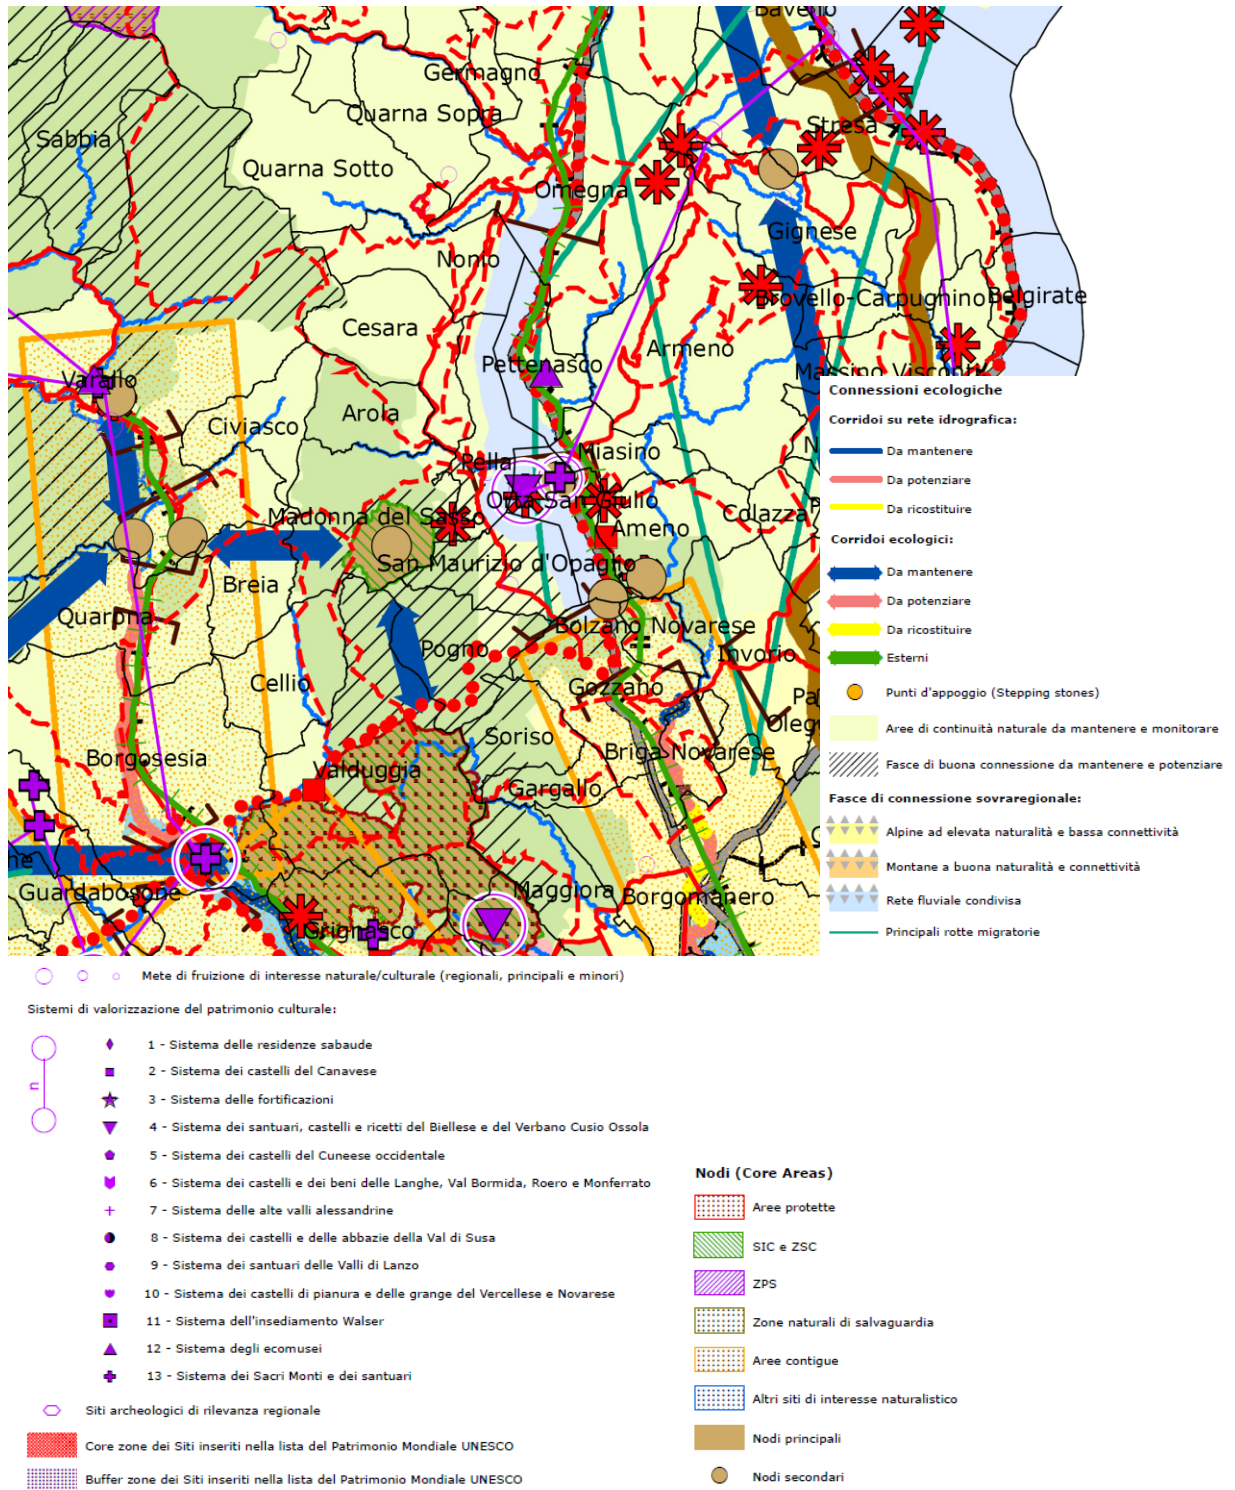 Baveno
Germagno
Quarna Sopra
Stresa
Sabbia
Quarna Sotto
Omegna
Gignese
Nonio
Brovello-Carpugnino
Belgirate
Cesara
Armeno
Pettenasco
Massino Visconti
Varallo
Arola
Civiasco
Miasino
Pella
Orta San Giulio
Madonna del Sasso
Colazza
Ameno
San Maurizio d'Opaglio
Breia
Quarona
Bolzano Novarese
Pogno
Invorio
Cellio
Gozzano
Soriso
Briga Novarese
Borgosesia
Valduggia
Gargallo
Guardabosone
Maggiora
Borgomanero
Grignasco
Connessioni ecologiche
Corridoi su rete idrografica:
Da mantenere
Da potenziare
Da ricostituire
Corridoi ecologici:
Da mantenere
Da potenziare
Da ricostituire
Esterni
Punti d'appoggio (Stepping stones)
Aree di continuità naturale da mantenere e monitorare
Fasce di buona connessione da mantenere e potenziare
Fasce di connessione sovraregionale:
Alpine ad elevata naturalità e bassa connettività
Montane a buona naturalità e connettività
Rete fluviale condivisa
Principali rotte migratorie
Mete di fruizione di interesse naturale/culturale (regionali, principali e minori)
Sistemi di valorizzazione del patrimonio culturale:
n
1 - Sistema delle residenze sabaude
2 - Sistema dei castelli del Canavese
3 - Sistema delle fortificazioni
4 - Sistema dei santuari, castelli e ricetti del Biellese e del Verbano Cusio Ossola
5 - Sistema dei castelli del Cuneese occidentale
6 - Sistema dei castelli e dei beni delle Langhe, Val Bormida, Roero e Monferrato
7 - Sistema delle alte valli alessandrine
8 - Sistema dei castelli e delle abbazie della Val di Susa
9 - Sistema dei santuari delle Valli di Lanzo
10 - Sistema dei castelli di pianura e delle grange del Vercellese e Novarese
11 - Sistema dell'insediamento Walser
12 - Sistema degli ecomusei
13 - Sistema dei Sacri Monti e dei santuari
Siti archeologici di rilevanza regionale
Core zone dei Siti inseriti nella lista del Patrimonio Mondiale UNESCO
Buffer zone dei Siti inseriti nella lista del Patrimonio Mondiale UNESCO
Nodi (Core Areas)
Aree protette
SIC e ZSC
ZPS
Zone naturali di salvaguardia
Aree contigue
Altri siti di interesse naturalistico
Nodi principali
Nodi secondari